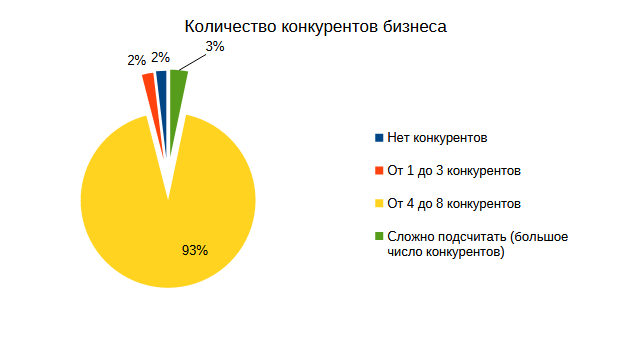 Количество конкурентов бизнеса
3%
2%
2%
93%
Нет конкурентов
От 1 до 3 конкурентов
От 4 до 8 конкурентов
Сложно подсчитать (большое
число конкурентов)